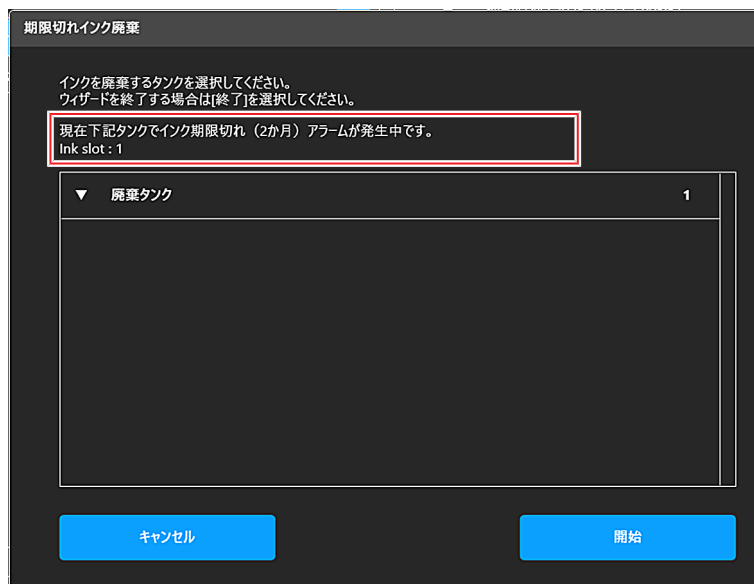 期限切れインク廃棄
インクを廃棄するタンクを選択してください。
ウィザードを終了する場合は[終了]を選択してください。
現在下記タンクでインク期限切れ（2か月）アラームが発生中です。
Ink slot : 1
▼ 廃棄タンク 1
キャンセル 開始